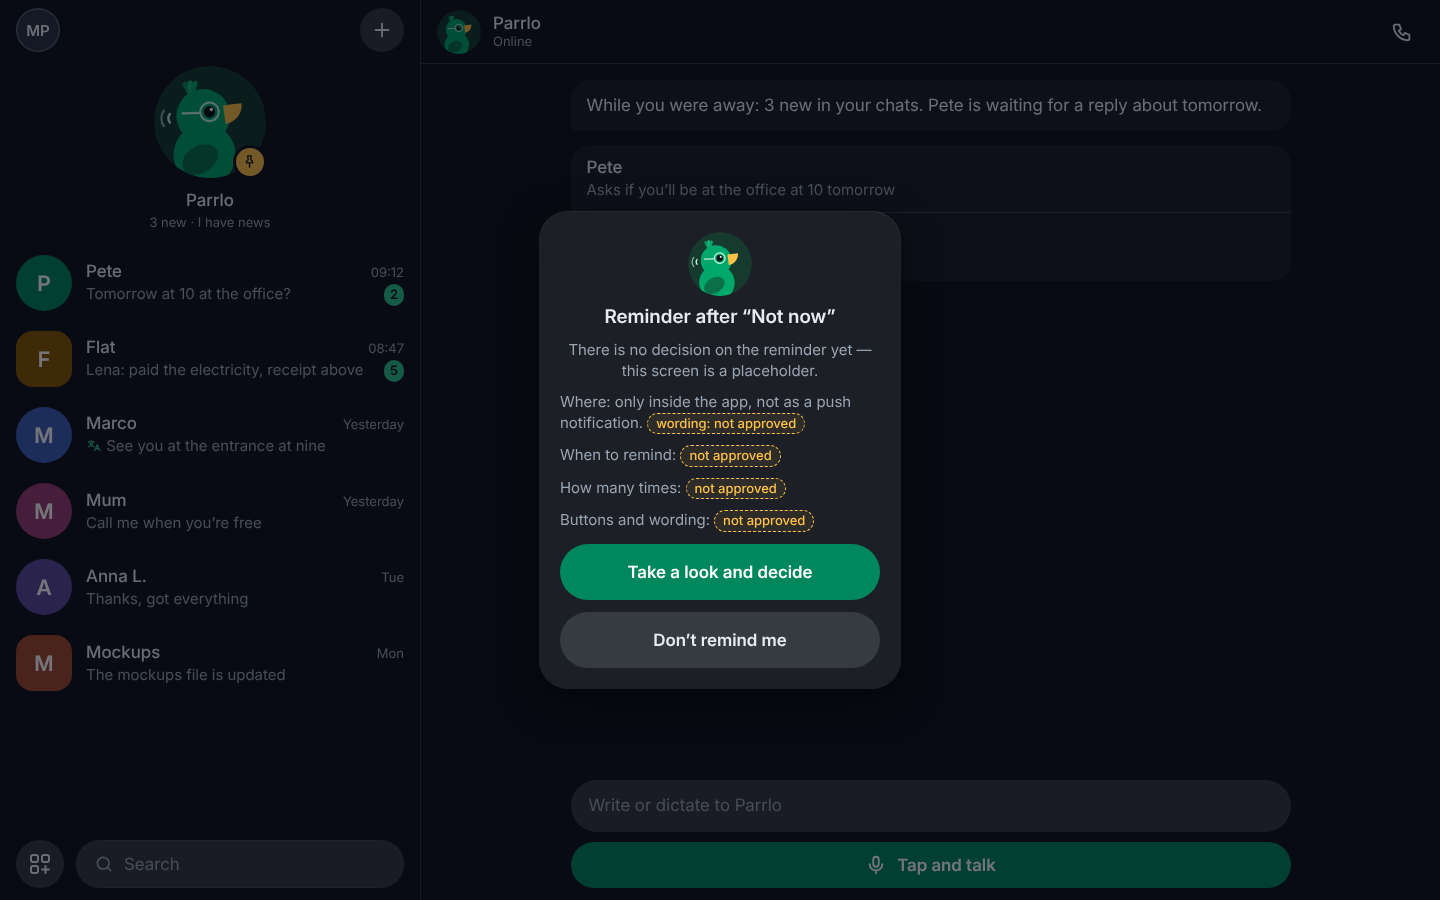 MP
Parrlo
3 new · I have news
P
Pete
09:12
Tomorrow at 10 at the office?
2
F
Flat
08:47
Lena: paid the electricity, receipt above
5
M
Marco
Yesterday
See you at the entrance at nine
M
Mum
Yesterday
Call me when you’re free
A
Anna L.
Tue
Thanks, got everything
M
Mockups
Mon
The mockups file is updated
Search
Parrlo
Online
While you were away: 3 new in your chats. Pete is waiting for a reply about tomorrow.
Pete
Asks if you’ll be at the office at 10 tomorrow
Reminder after “Not now”
There is no decision on the reminder yet —
this screen is a placeholder.
Where: only inside the app, not as a push
notification. wording: not approved
When to remind: not approved
How many times: not approved
Buttons and wording: not approved
Take a look and decide
Don’t remind me
Write or dictate to Parrlo
Tap and talk